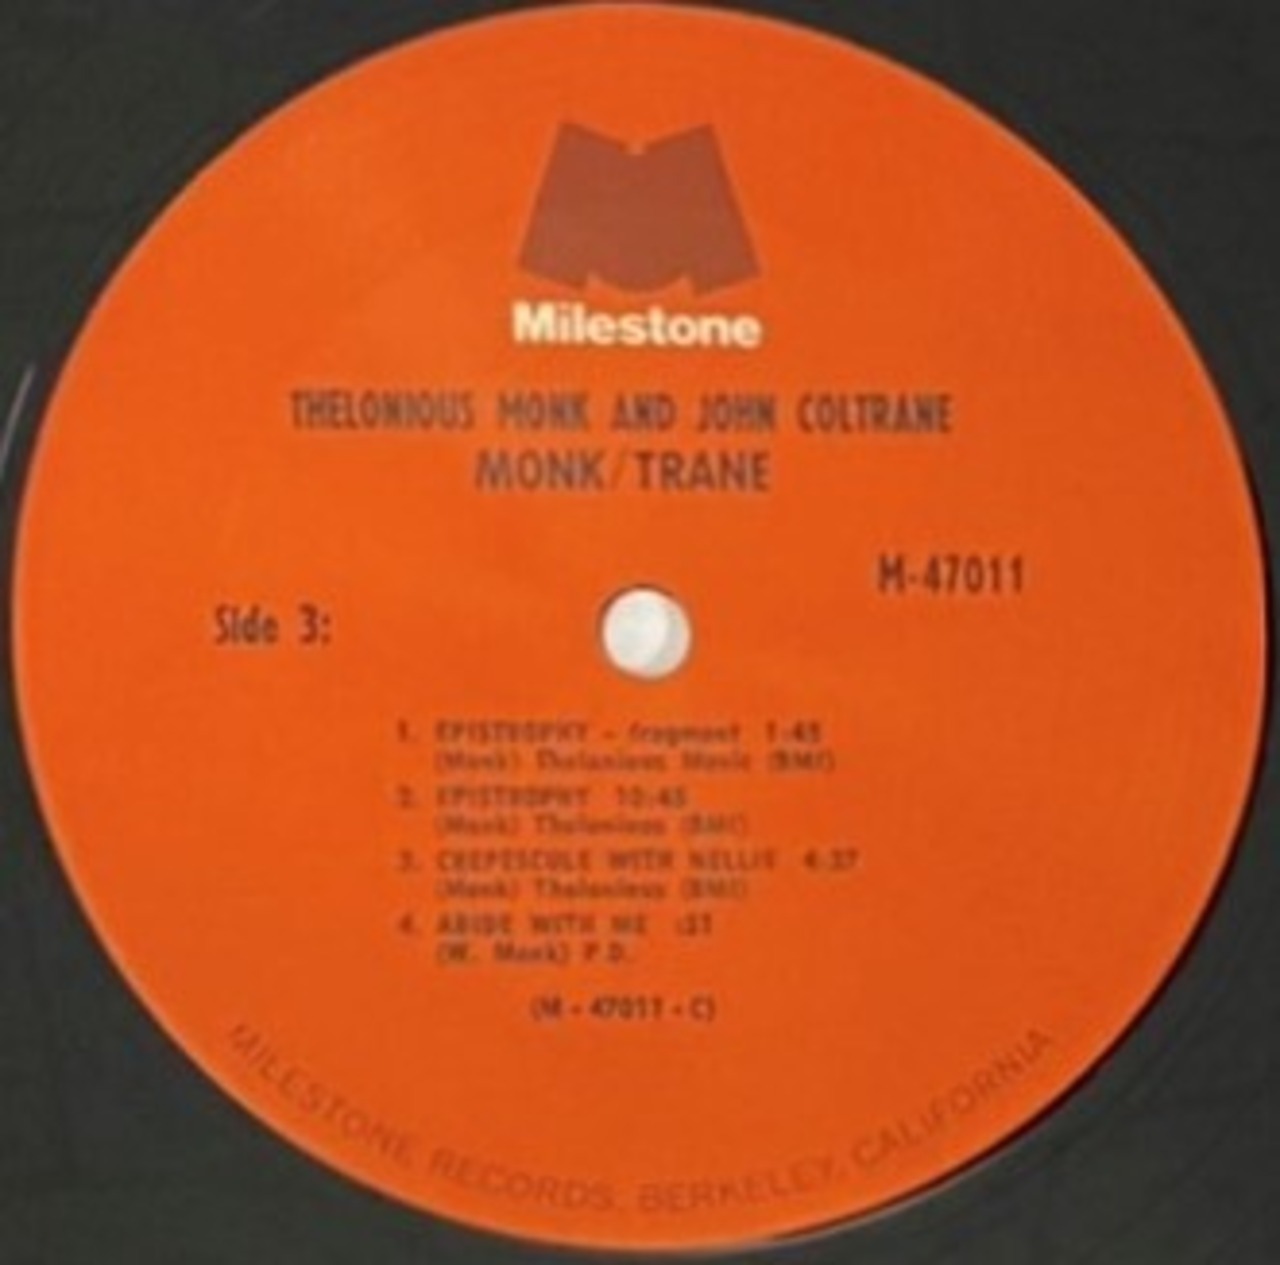 Milestone
THELONIOUS MONK AND JOHN COLTRANE
MONK/TRANE
M-47011
Side 3:
1. EPISTROPHY - fragment 1:45
(Monk) Thelonious Music (BMI)
2. EPISTROPHY 10:45
(Monk) Thelonious (BMI)
3. CREPESCULE WITH NELLIE 4:37
(Monk) Thelonious (BMI)
4. ABIDE WITH ME
(W. Monk) P.D.
(M - 47011 - C)
MILESTONE RECORDS, BERKELEY, CALIFORNIA